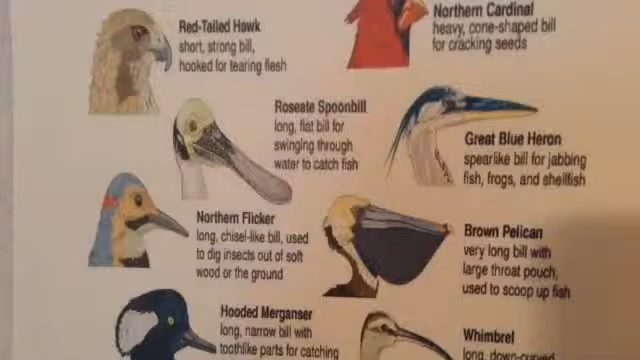 Red-Tailed Hawk
short, strong bill,
hooked for tearing flesh
Northern Cardinal
heavy, cone-shaped bill
for cracking seeds
Roseate Spoonbill
long, flat bill for
swinging through
water to catch fish
Great Blue Heron
spearlike bill for jabbing
fish, frogs, and shellfish
Northern Flicker
long, chisel-like bill, used
to dig insects out of soft
wood or the ground
Brown Pelican
very long bill with
large throat pouch,
used to scoop up fish
Hooded Merganser
long, narrow bill with
toothlike parts for catching
Whimbrel
long, down-curved